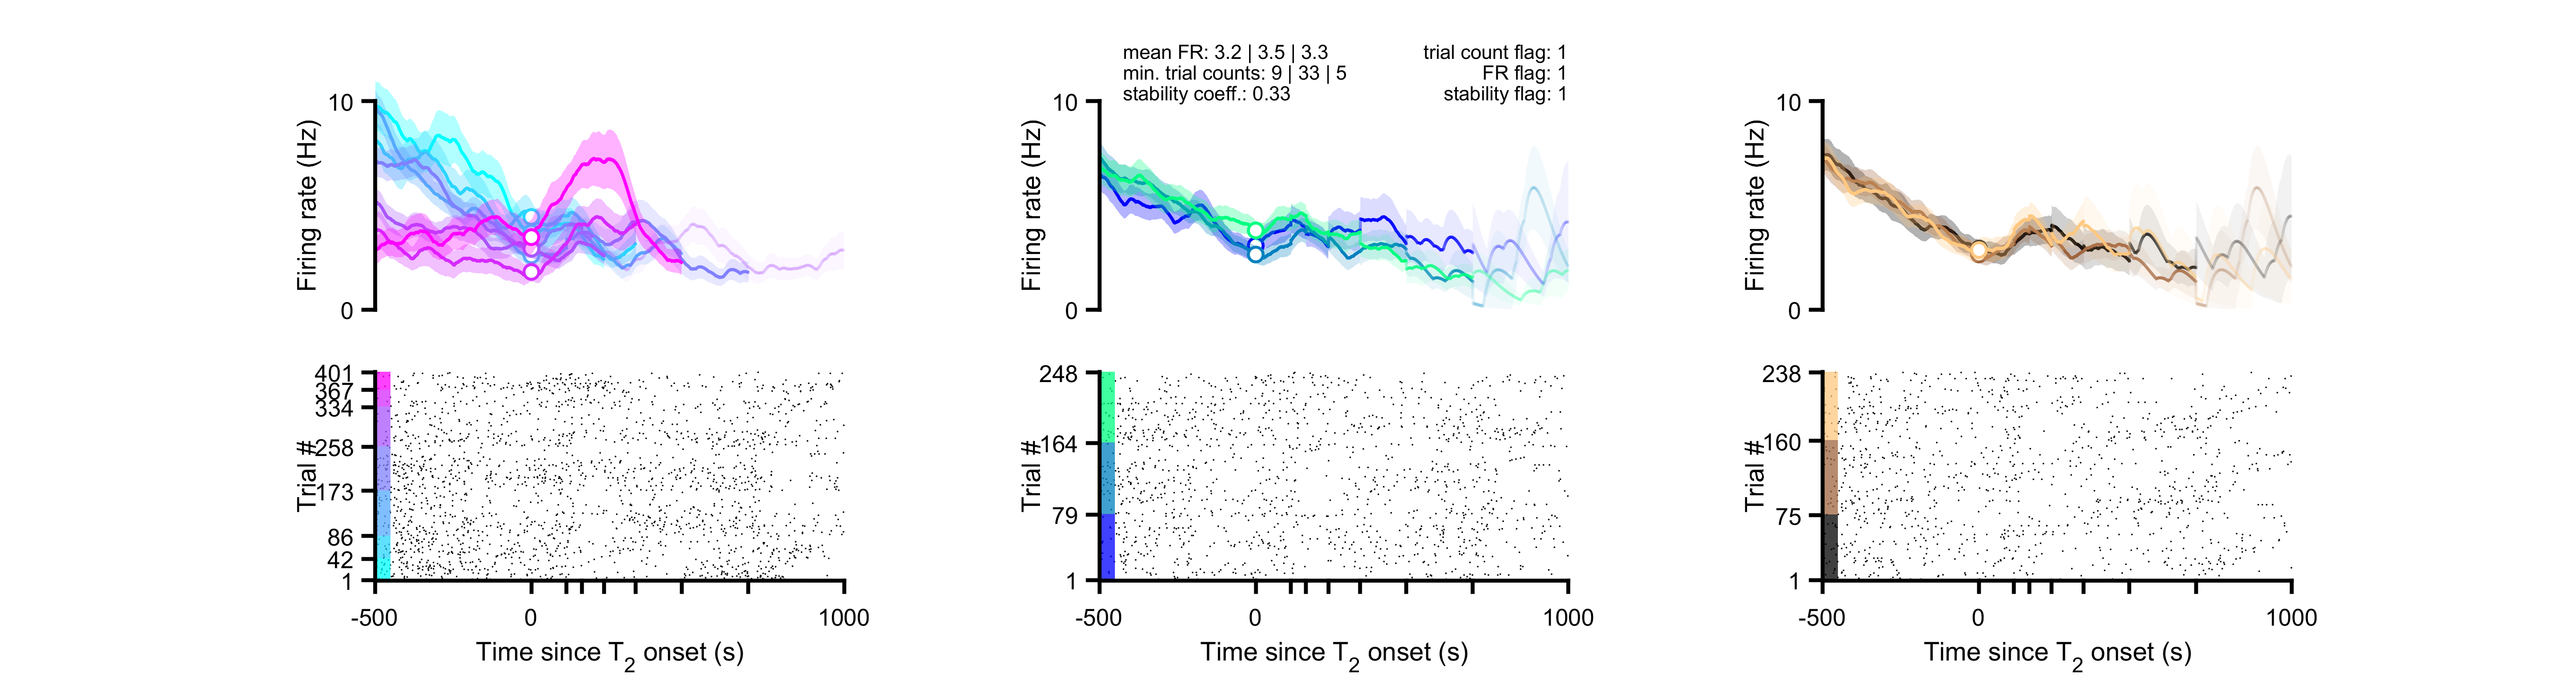 mean FR: 3.2 | 3.5 | 3.3
min. trial counts: 9 | 33 | 5
stability coeff.: 0.33
trial count flag: 1
FR flag: 1
stability flag: 1
10
Firing rate (Hz)
0
10
Firing rate (Hz)
0
10
Firing rate (Hz)
0
401
367
334
258
173
86
42
1
Trial #
-500
0
1000
Time since T2 onset (s)
248
164
79
1
Trial #
-500
0
1000
Time since T2 onset (s)
238
160
75
1
Trial #
-500
0
1000
Time since T2 onset (s)